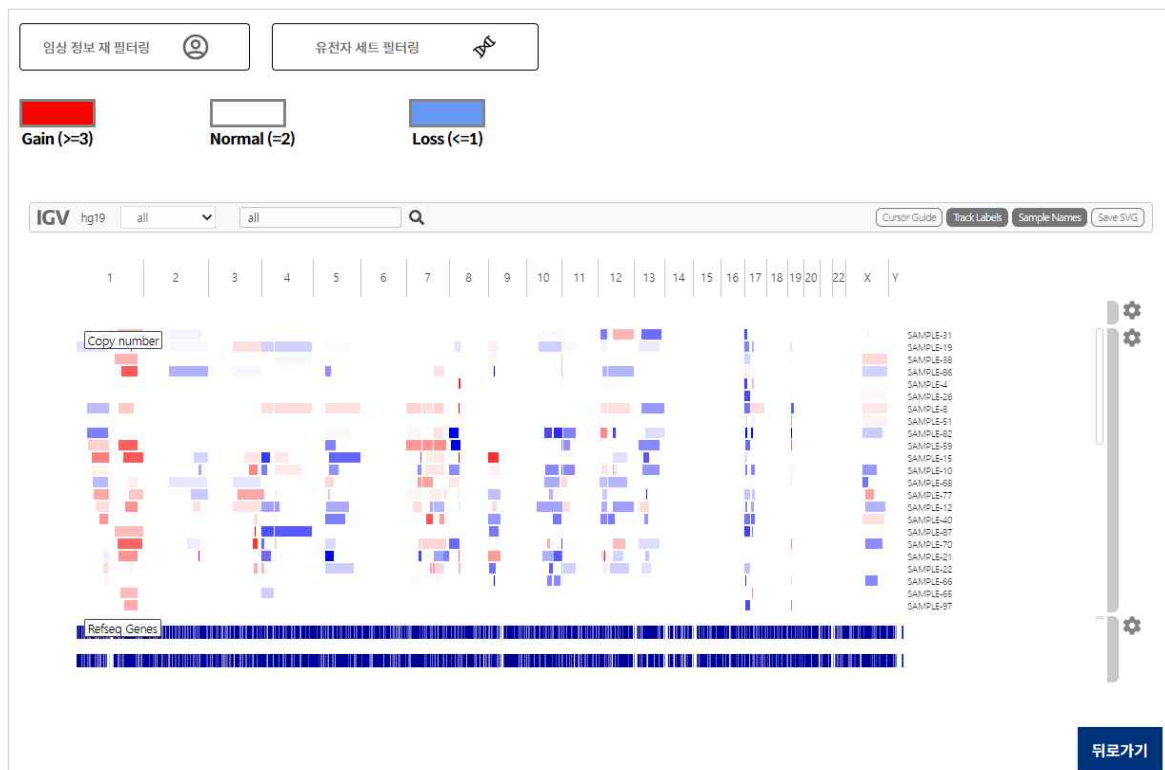 임상 정보 재 필터링
유전자 세트 필터링
Gain (>=3)
Normal (=2)
Loss (<=1)
IGV hg19 all all Cursor Guide Track Labels Sample Names Save SVG
1 2 3 4 5 6 7 8 9 10 11 12 13 14 15 16 17 18 19 20 22 X Y
Copy number
SAMPLE-31
SAMPLE-19
SAMPLE-38
SAMPLE-86
SAMPLE-4
SAMPLE-28
SAMPLE-8
SAMPLE-51
SAMPLE-82
SAMPLE-59
SAMPLE-15
SAMPLE-10
SAMPLE-68
SAMPLE-77
SAMPLE-12
SAMPLE-40
SAMPLE-87
SAMPLE-70
SAMPLE-21
SAMPLE-22
SAMPLE-66
SAMPLE-65
SAMPLE-97
Refseq Genes
뒤로가기